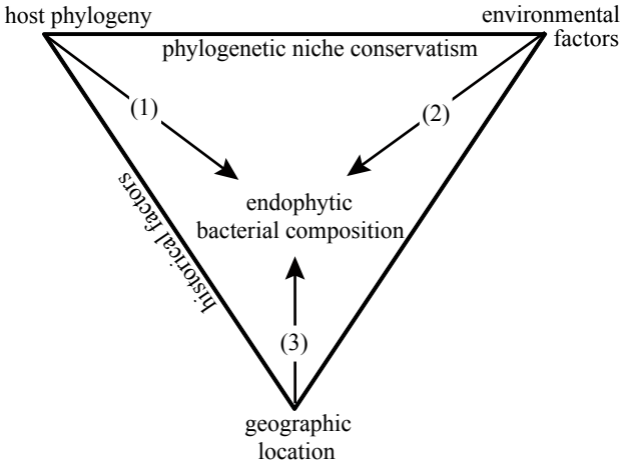 host phylogeny
environmental
factors
phylogenetic niche conservatism
(1)
(2)
historical factors
endophytic
bacterial composition
(3)
geographic
location